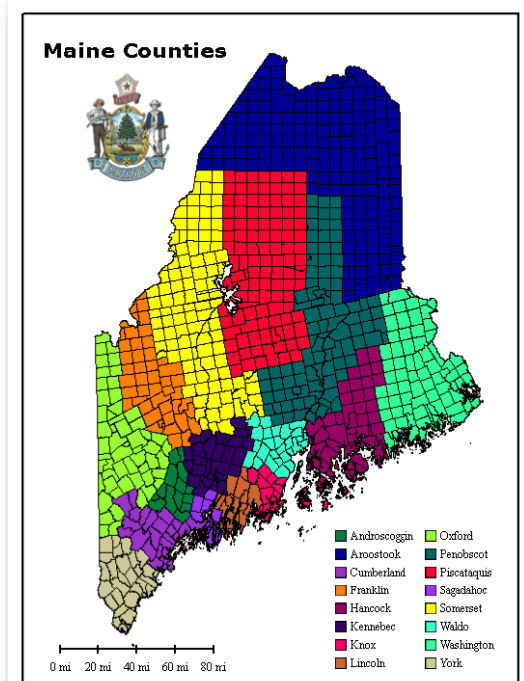 Maine Counties
Androscoggin
Aroostook
Cumberland
Franklin
Hancock
Kennebec
Knox
Lincoln
Oxford
Penobscot
Piscataquis
Sagadahoc
Somerset
Waldo
Washington
York
0 mi 20 mi 40 mi 60 mi 80 mi